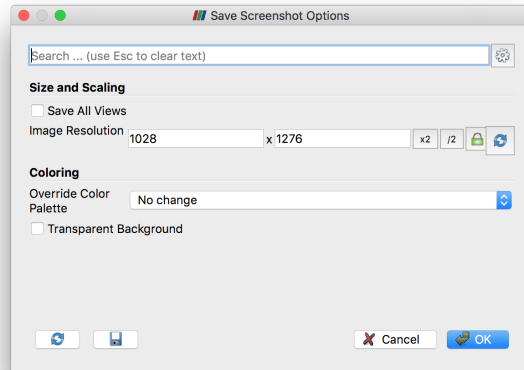 Save Screenshot Options
Search ... (use Esc to clear text)
Size and Scaling
Save All Views
Image Resolution 1028 x 1276 x2 /2
Coloring
Override Color
Palette
No change
Transparent Background
Cancel OK